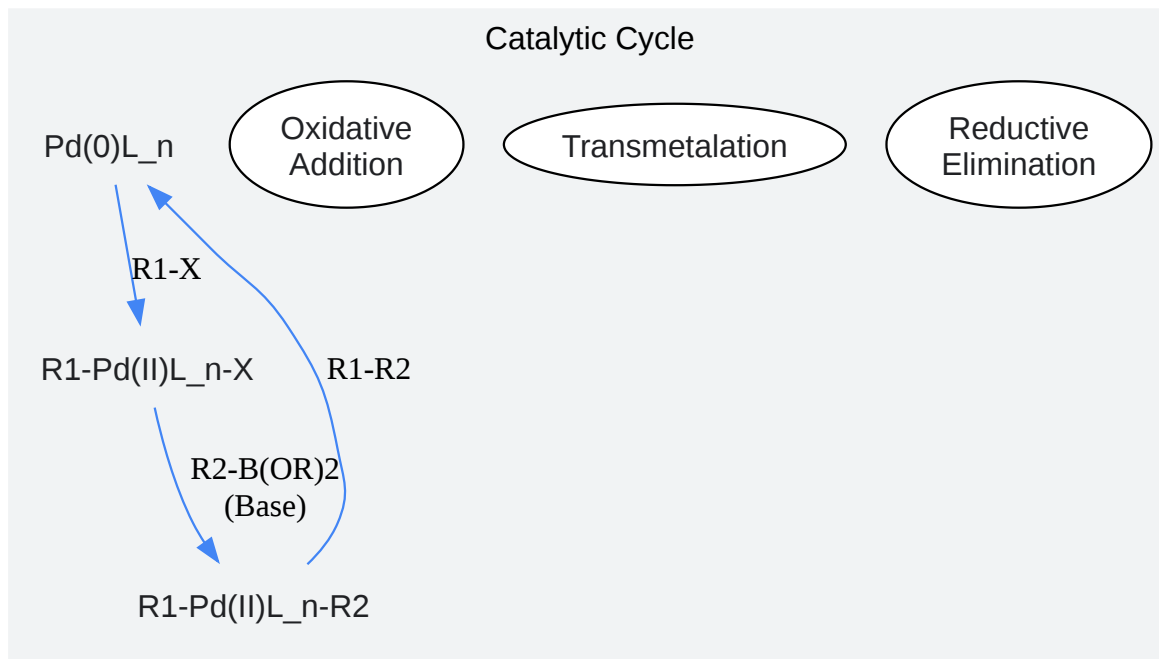 Catalytic Cycle
Pd(0)L_n
Oxidative
Addition
Transmetalation
Reductive
Elimination
R1-X
R1-Pd(II)L_n-X
R1-R2
R2-B(OR)2
(Base)
R1-Pd(II)L_n-R2